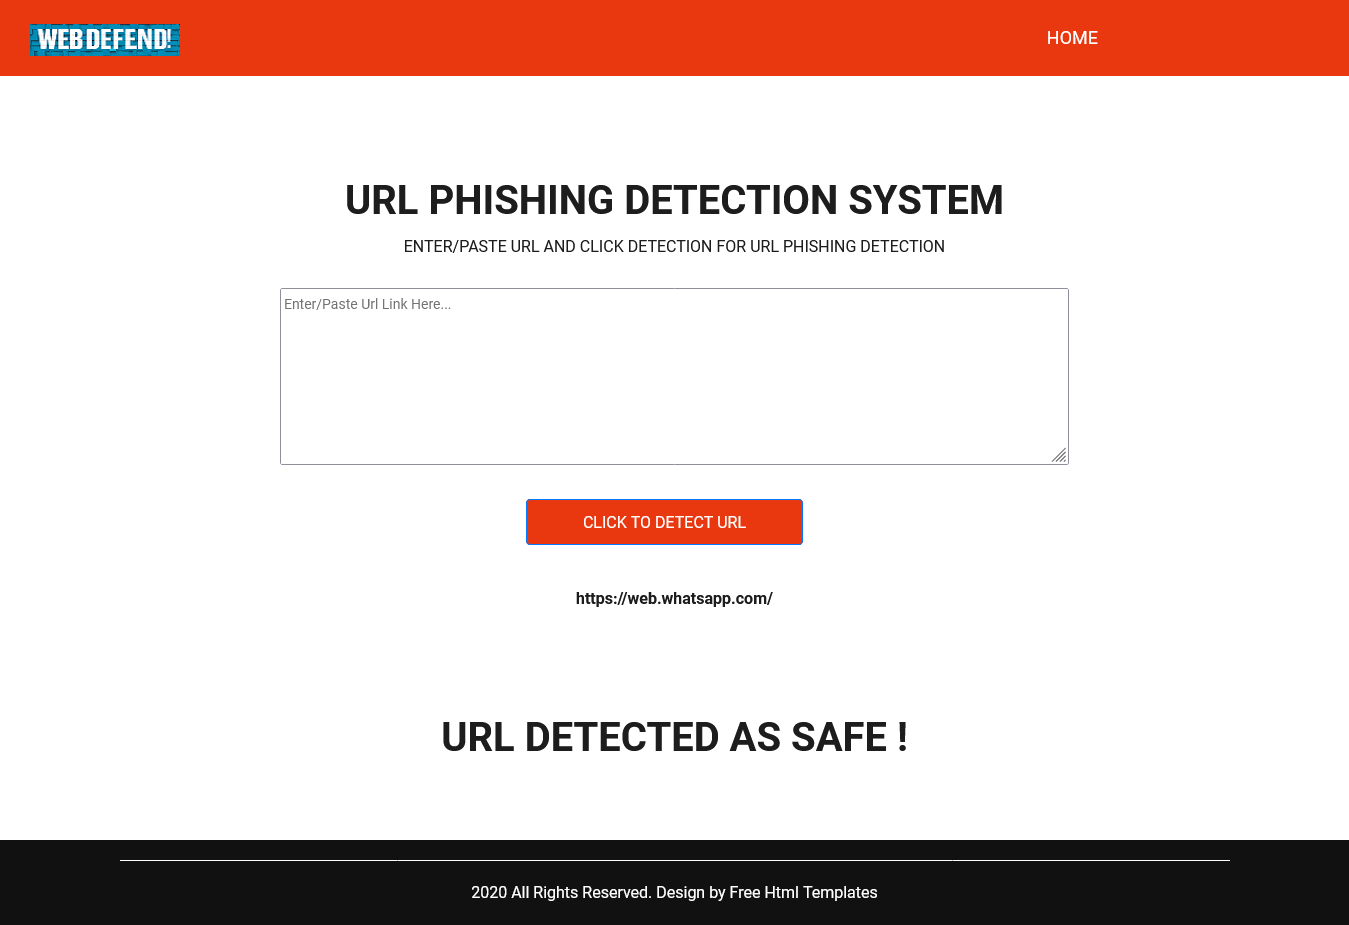 WEB DEFEND!
HOME
URL PHISHING DETECTION SYSTEM
ENTER/PASTE URL AND CLICK DETECTION FOR URL PHISHING DETECTION
Enter/Paste Url Link Here...
CLICK TO DETECT URL
https://web.whatsapp.com/
URL DETECTED AS SAFE !
2020 All Rights Reserved. Design by Free Html Templates